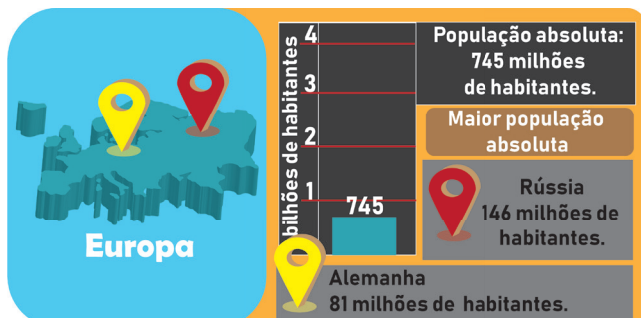 Europa
bilhões de habitantes
4
3
2
1
745
População absoluta:
745 milhões
de habitantes.
Maior população
absoluta
Rússia
146 milhões de
habitantes.
Alemanha
81 milhões de habitantes.